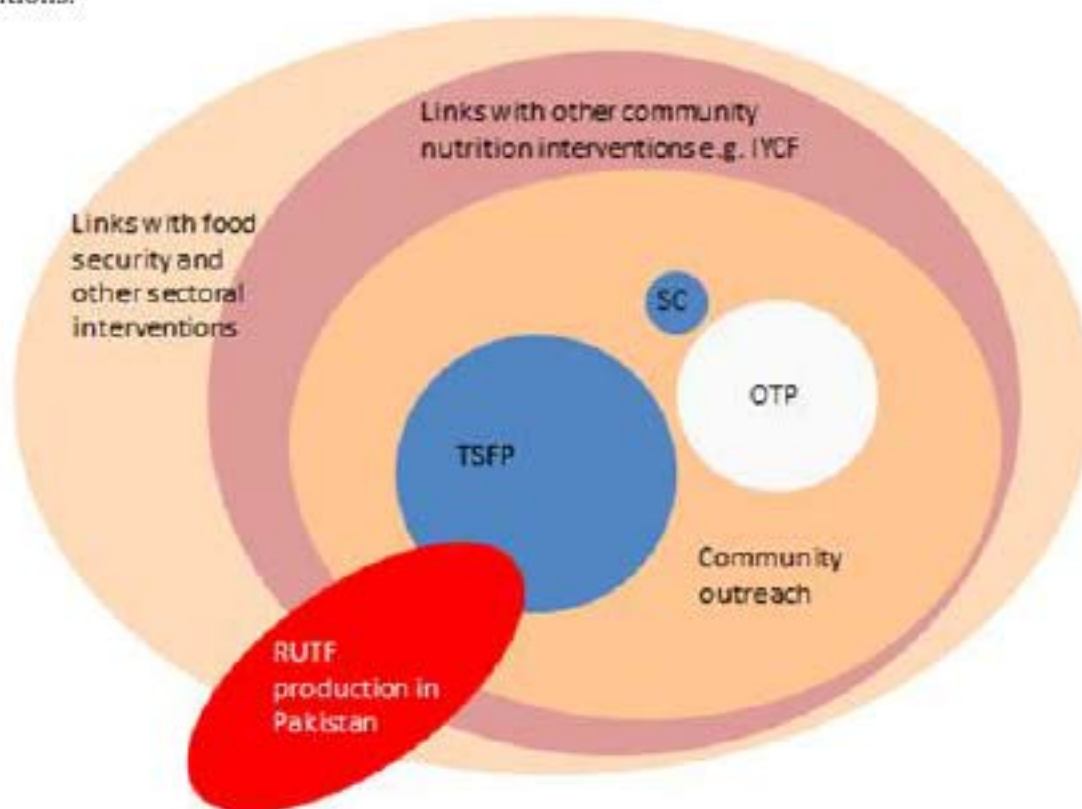 Links with other community
nutrition interventions e.g. IYCF
Links with food
security and
other sectoral
interventions
SC
OTP
TSFP
Community
outreach
RUTF
production in
Pakistan